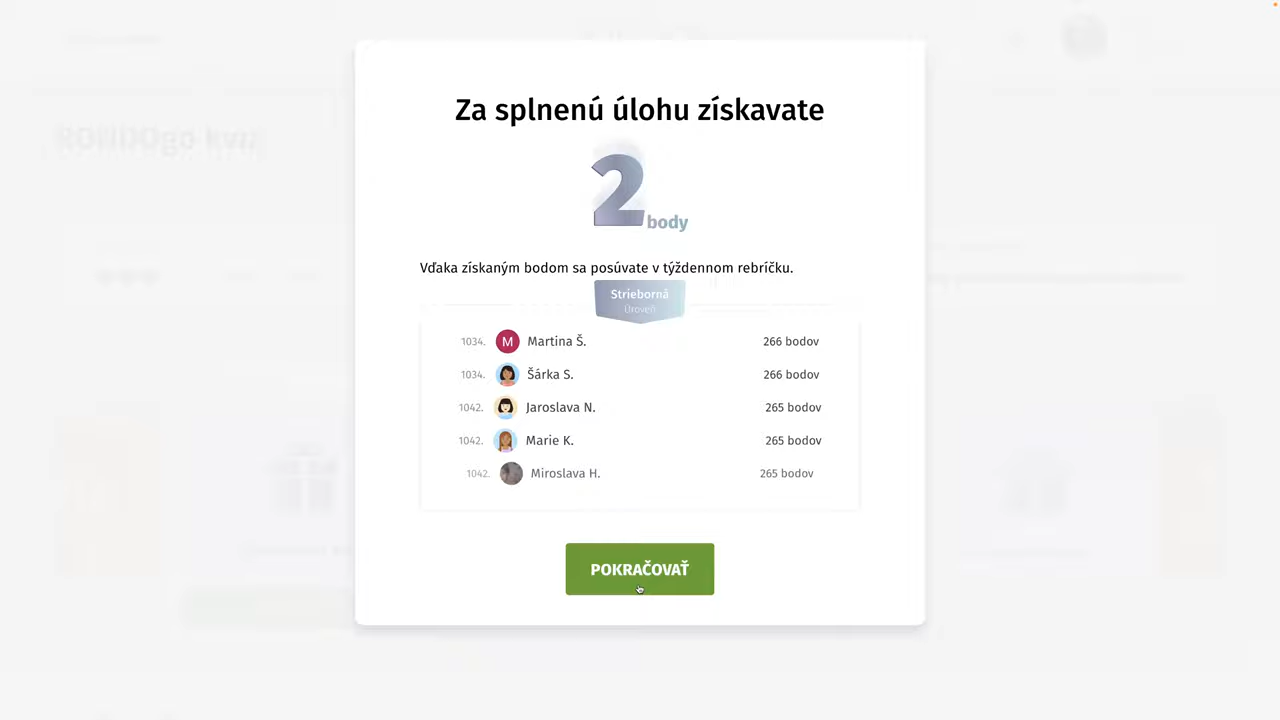 Za splnenú úlohu získavate
2 body
Vďaka získaným bodom sa posúvate v týždennom rebríčku.
Strieborná
Úroveň
1034. M Martina Š. 266 bodov
1034. Šárka S. 266 bodov
1042. Jaroslava N. 265 bodov
1042. Marie K. 265 bodov
1042. Miroslava H. 265 bodov
POKRAČOVAŤ